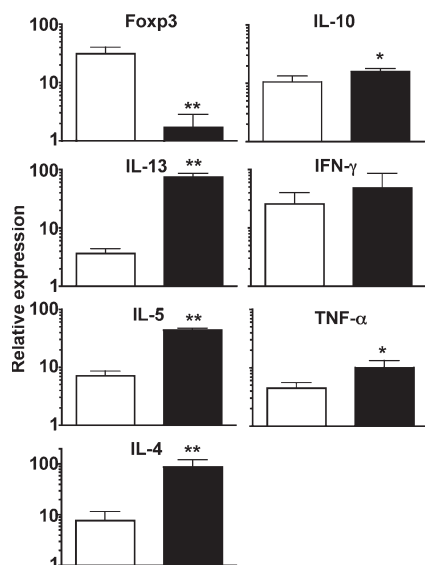 Foxp3
IL-10
100
10
1
**
*
IL-13
IFN-γ
100
10
1
**
IL-5
TNF-α
100
10
1
**
*
IL-4
100
10
1
**
Relative expression